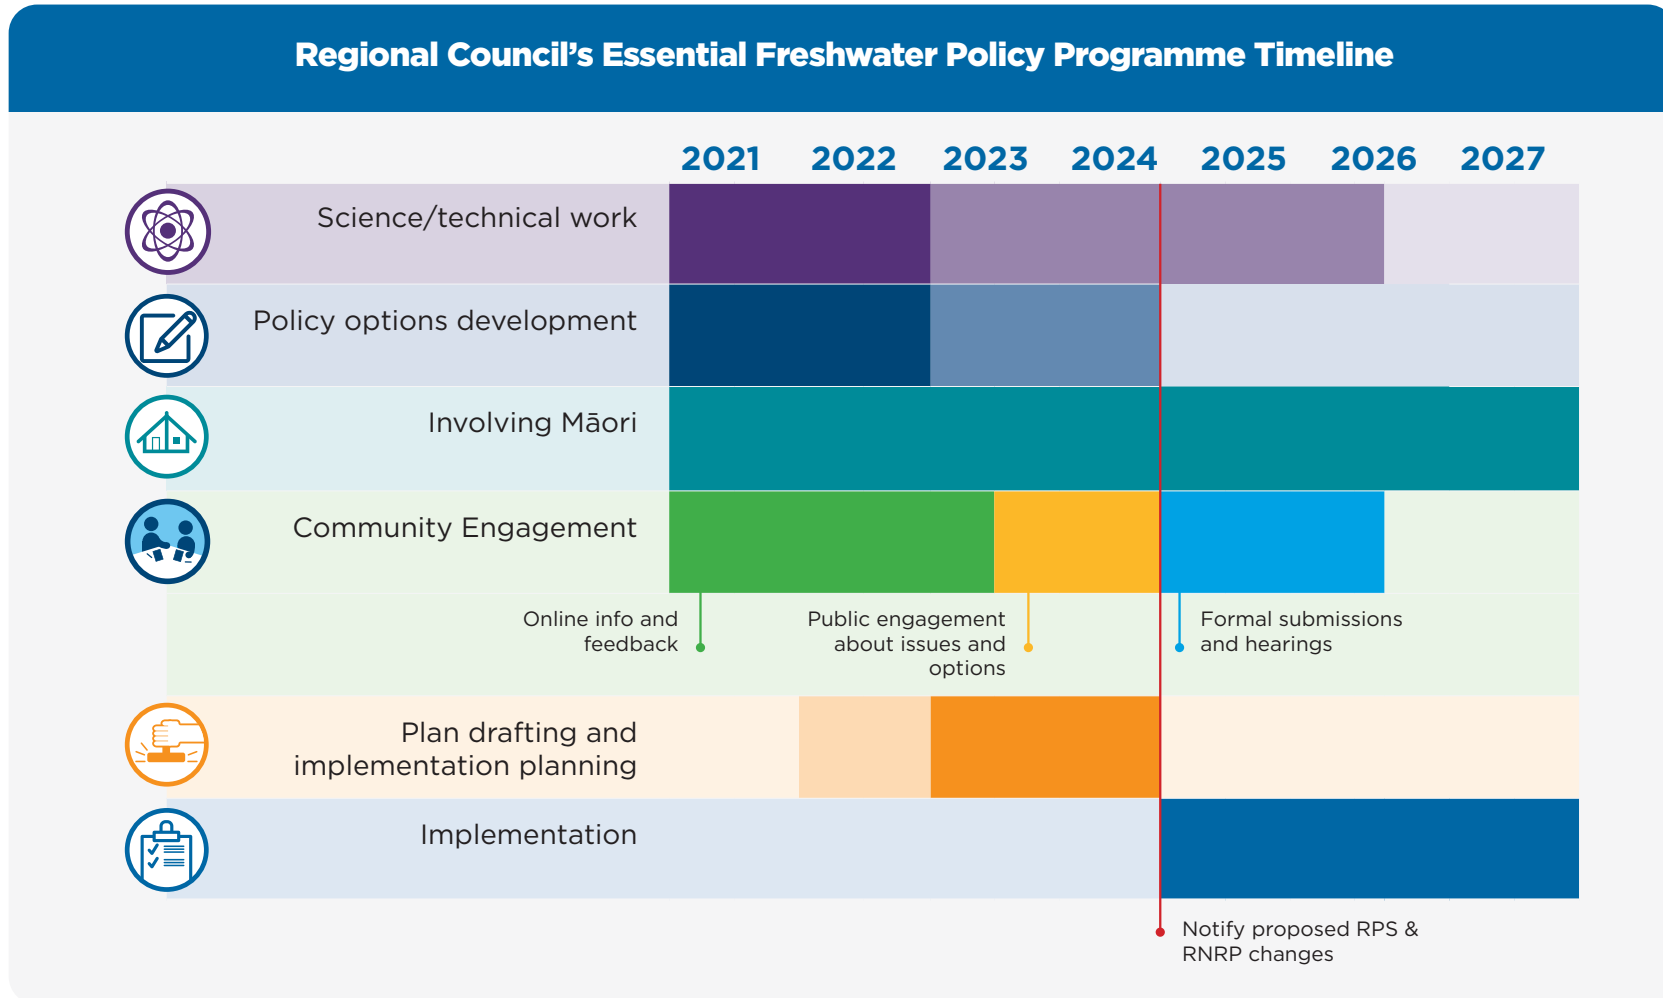 Regional Council's Essential Freshwater Policy Programme Timeline
2021 2022 2023 2024 2025 2026 2027
Science/technical work
Policy options development
Involving Māori
Community Engagement
Online info and
feedback
Public engagement
about issues and
options
Formal submissions
and hearings
Plan drafting and
implementation planning
Implementation
Notify proposed RPS &
RNRP changes